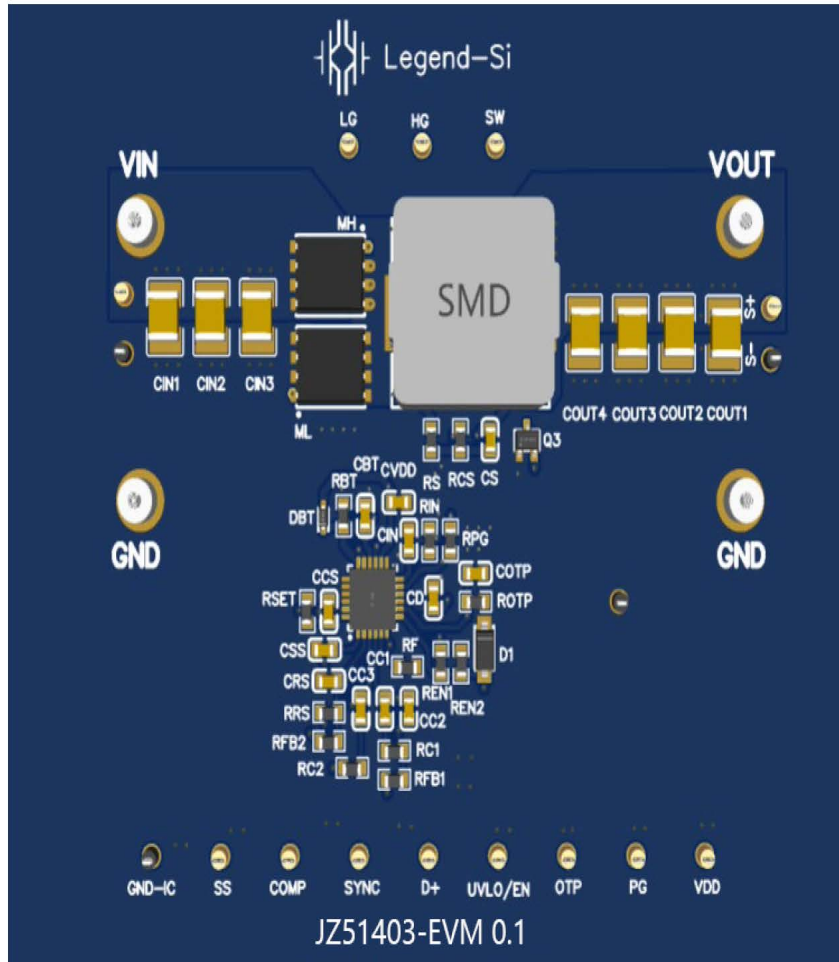 Legend-Si
LG HG SW
VIN VOUT
MH
SMD
S+
S-
CIN1 CIN2 CIN3
COUT4 COUT3 COUT2 COUT1
ML
Q3
RS RCS CS
CBT CVDD
RBT
RIN
DBT
CIN RPG
GND GND
COTP
CCS
RSET CD ROTP
CSS CC1 RF D1
CC3
CRS REN1 REN2
RRS CC2
RFB2 RC1
RC2 RFB1
GND-IC SS COMP SYNC D+ UVLO/EN OTP PG VDD
JZ51403-EVM 0.1